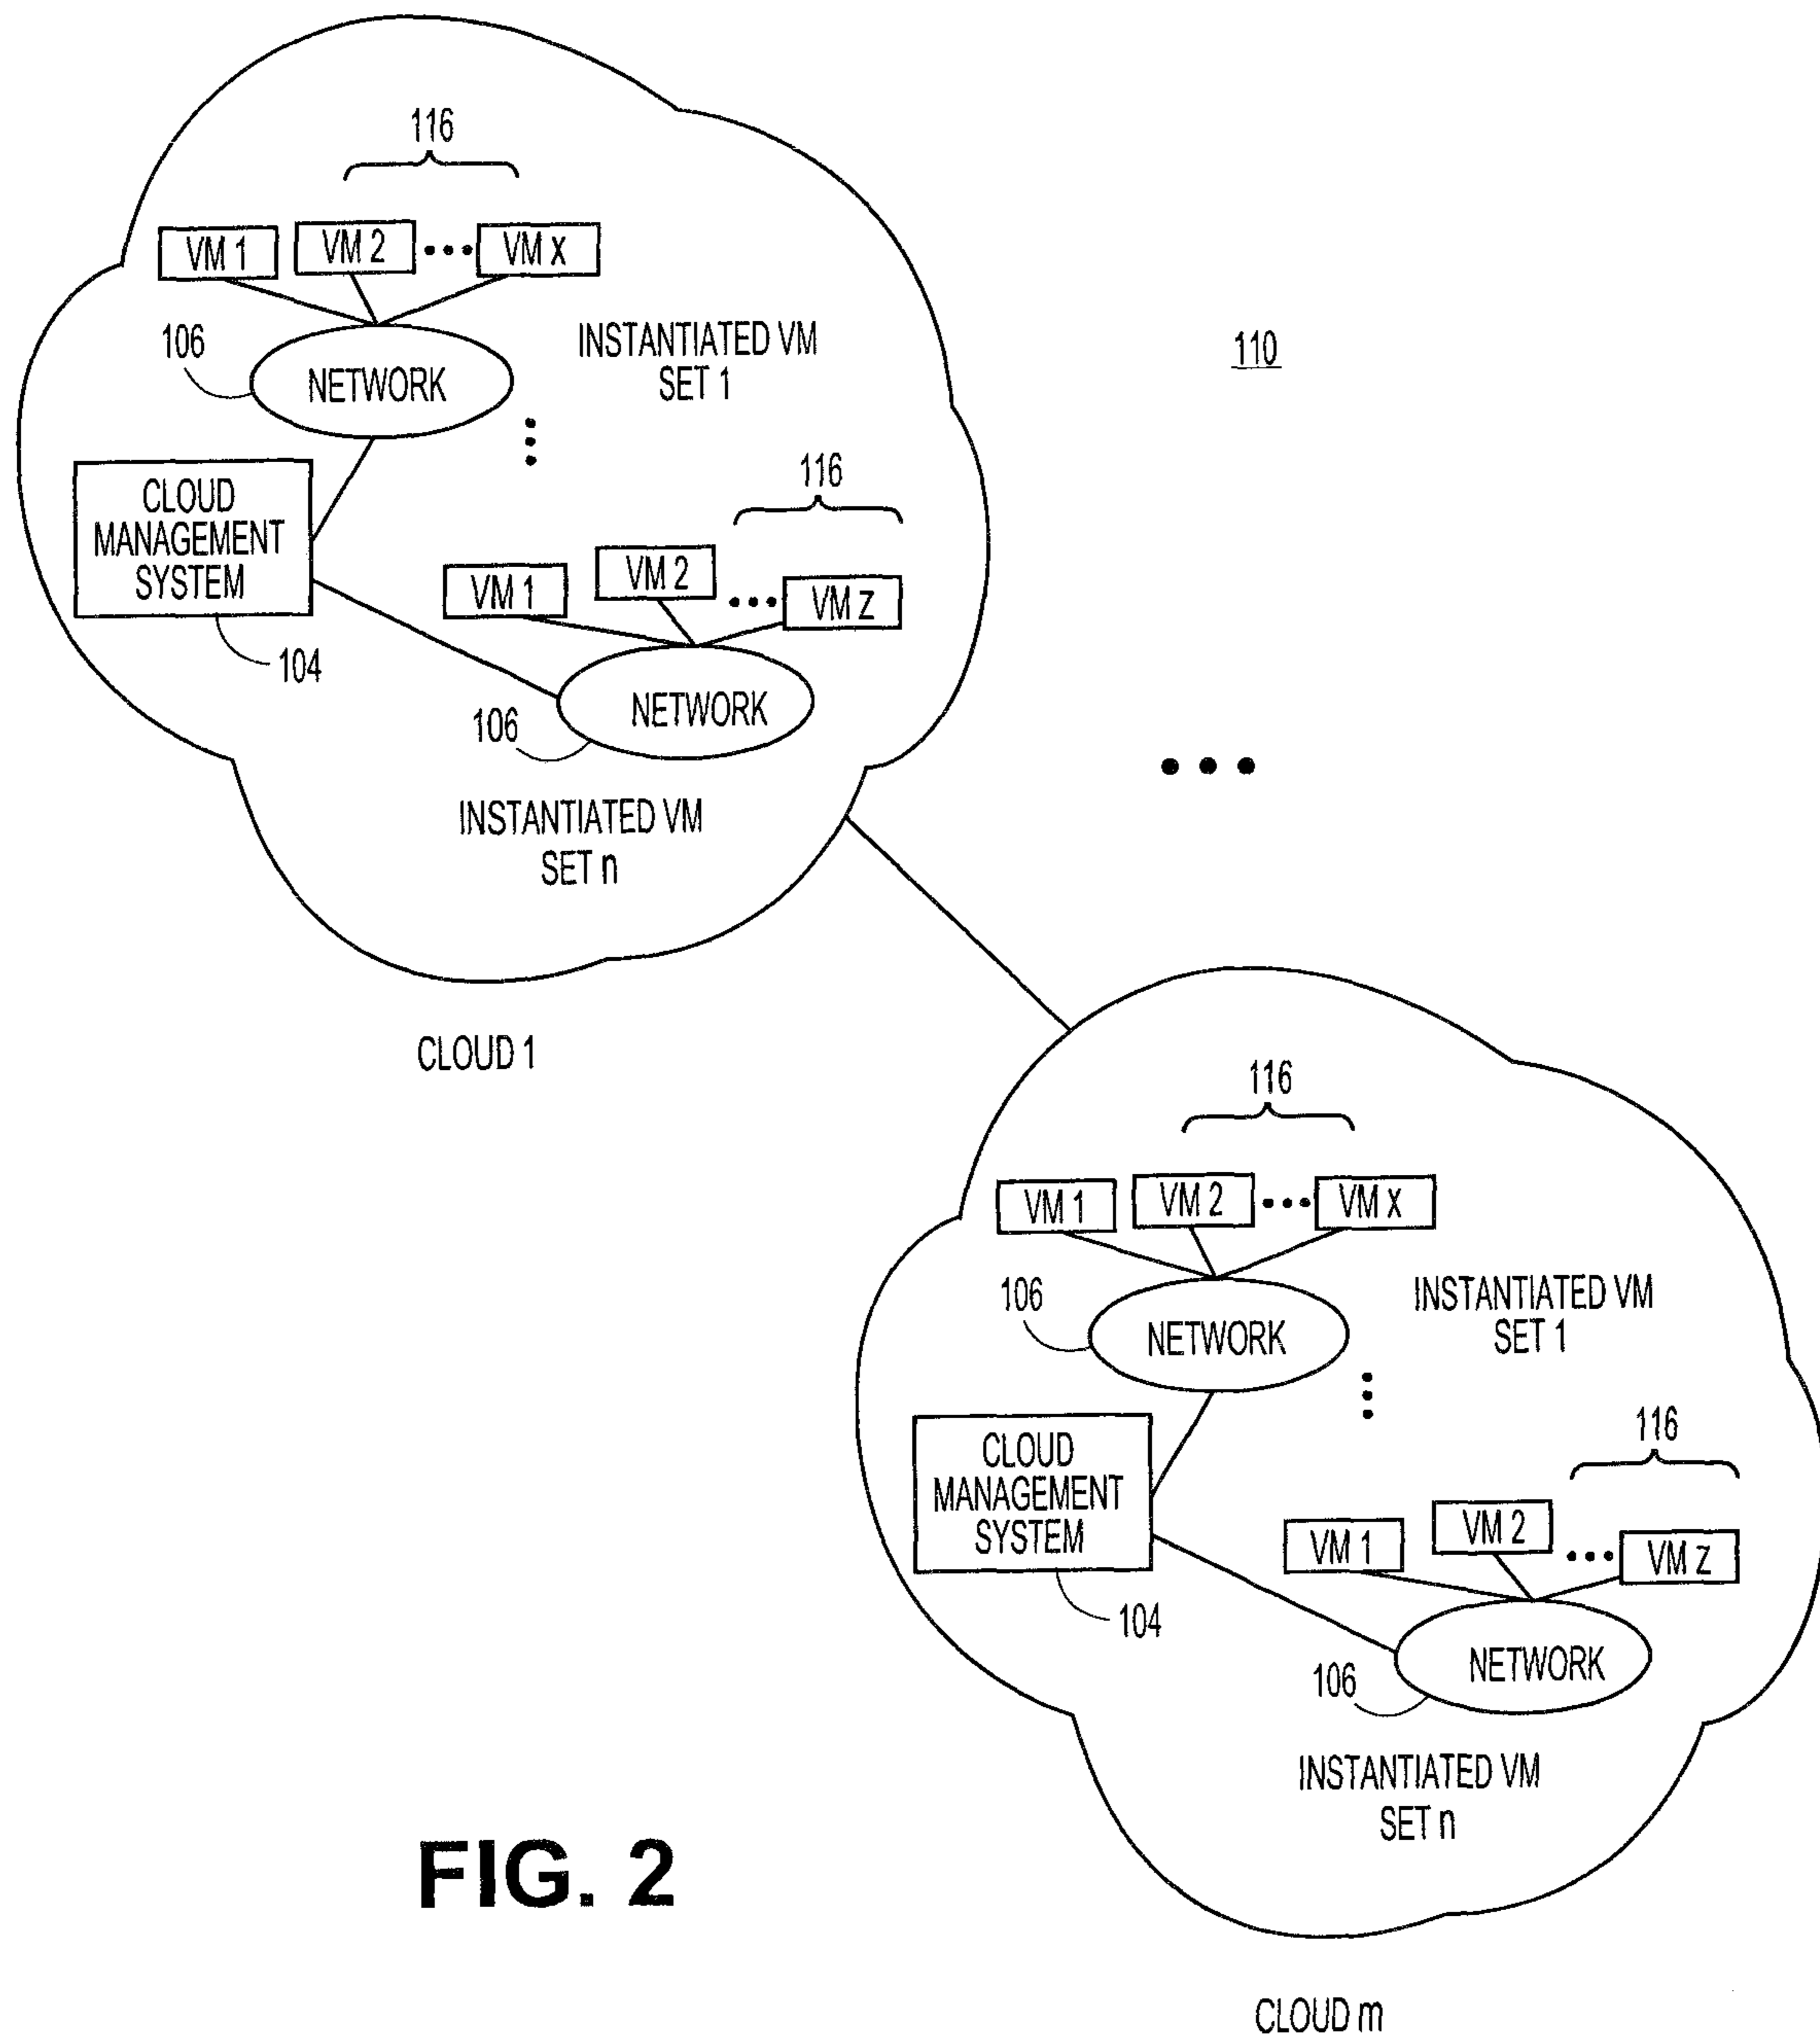 116
VM 1
VM 2
VM X
106
NETWORK
INSTANTIATED VM
SET 1
110
CLOUD
MANAGEMENT
SYSTEM
104
116
VM 1
VM 2
VM Z
NETWORK
106
INSTANTIATED VM
SET n
CLOUD 1
116
VM 1
VM 2
VM X
106
NETWORK
INSTANTIATED VM
SET 1
CLOUD
MANAGEMENT
SYSTEM
104
116
VM 1
VM 2
VM Z
NETWORK
106
INSTANTIATED VM
SET n
FIG. 2
CLOUD m